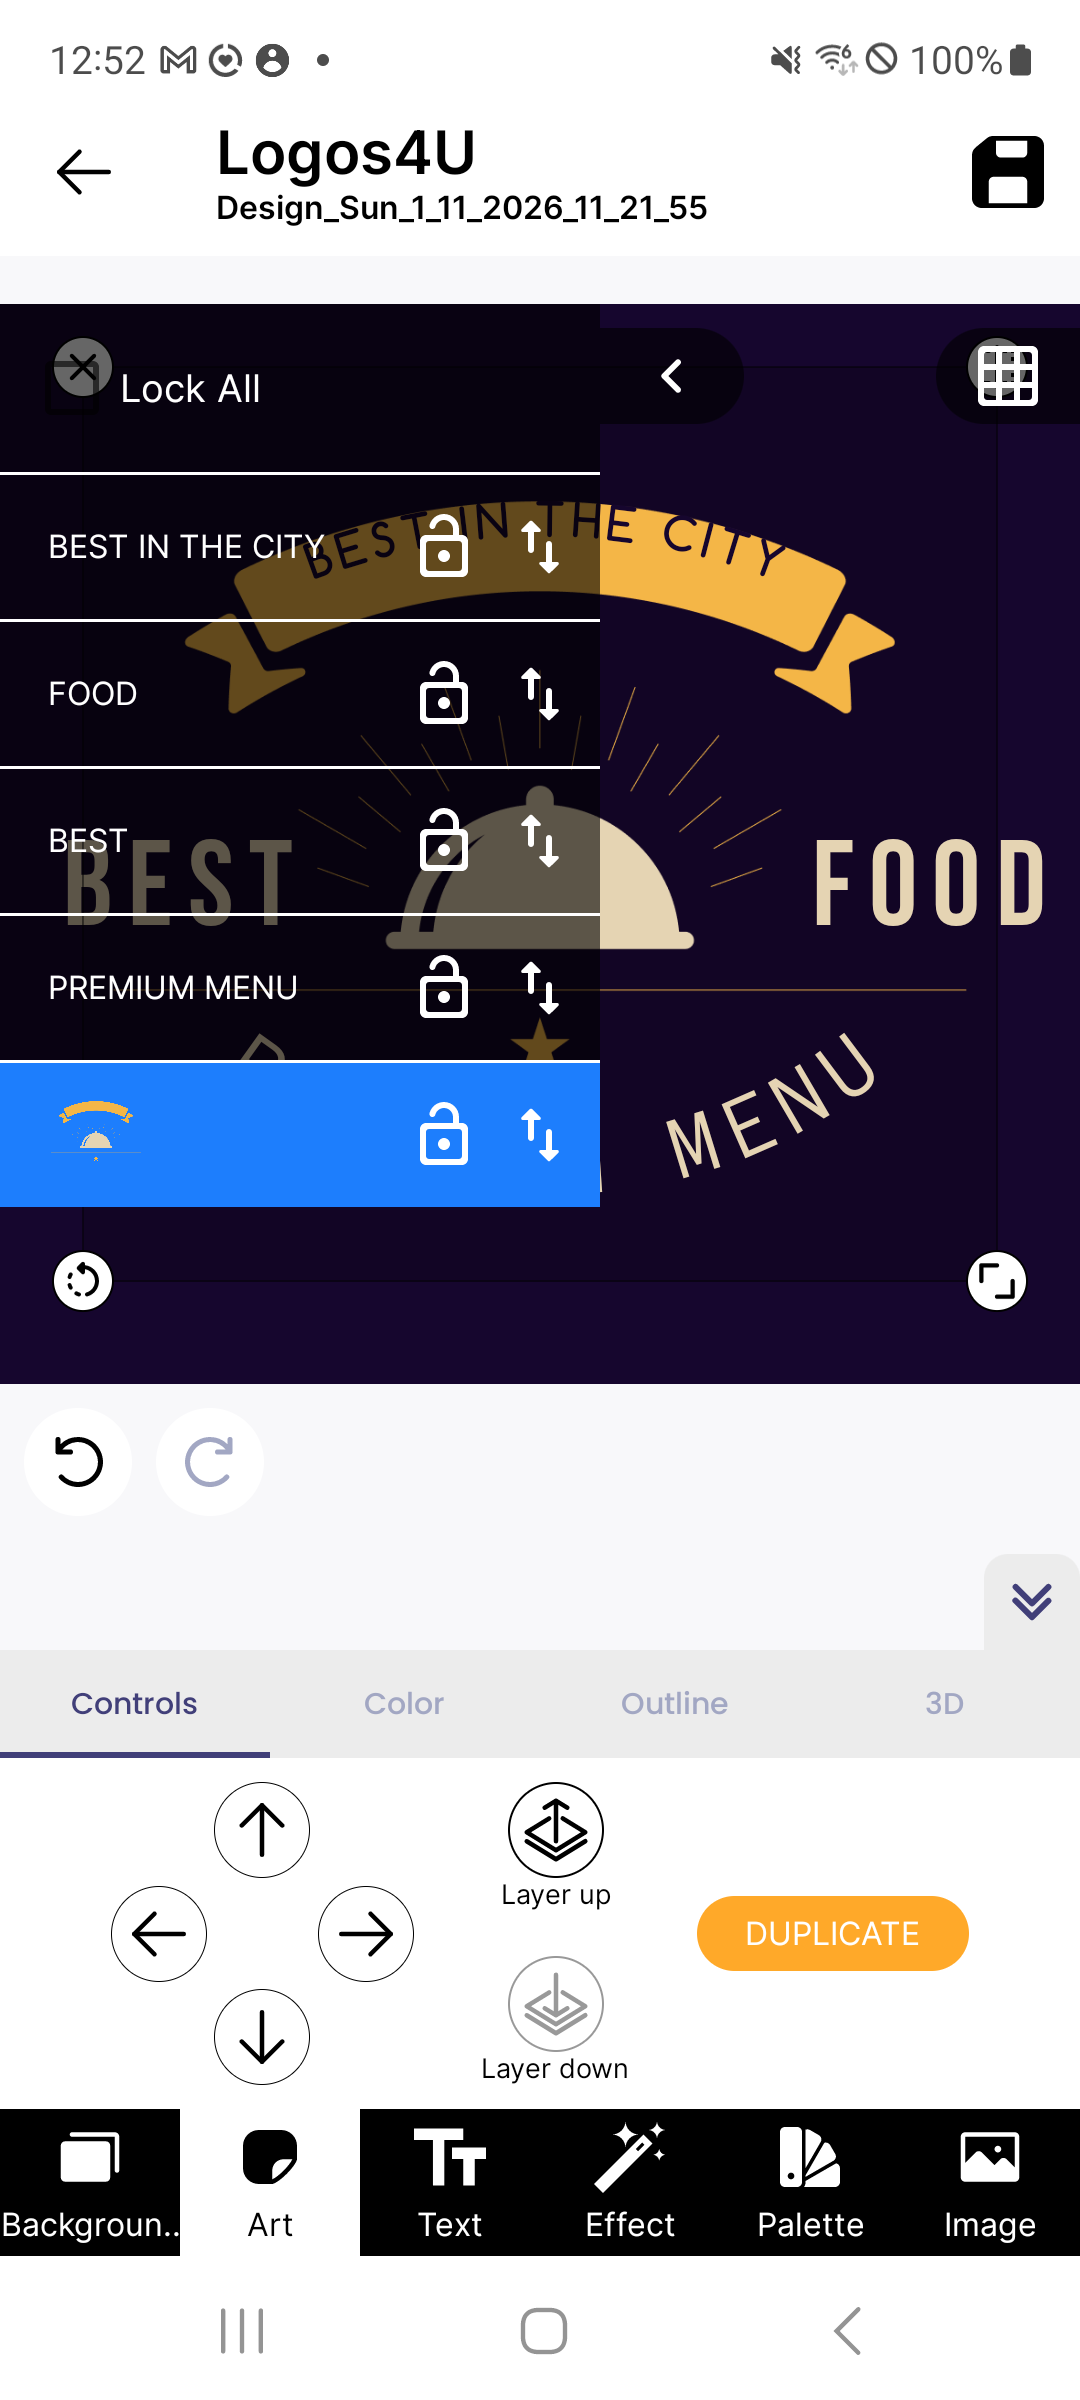 12:52
100%
Logos4U
Design_Sun_1_11_2026_11_21_55
Lock All
BEST IN THE CITY
BEST IN THE CITY
FOOD
BEST
BEST
FOOD
PREMIUM MENU
MENU
Controls
Color
Outline
3D
Layer up
DUPLICATE
Layer down
Backgroun..
Art
Text
Effect
Palette
Image